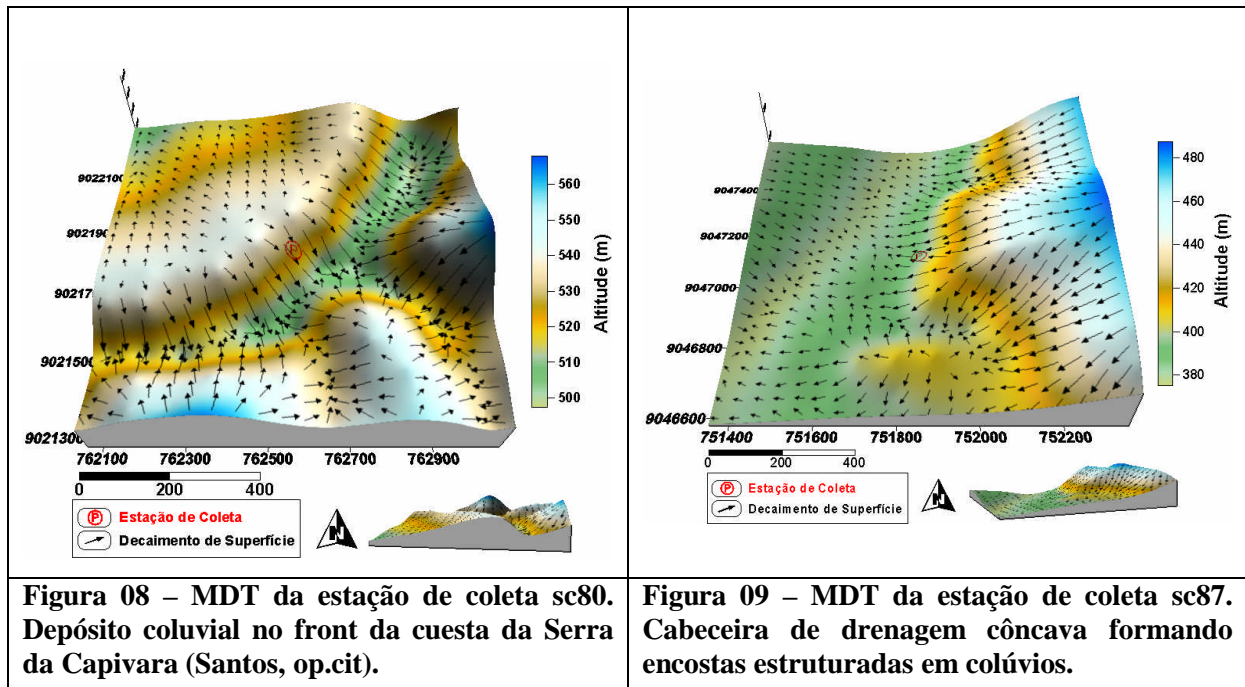 9022100
902190
902170
9021500
9021300
762100 762300 762500 762700 762900
0 200 400
560
550
540
530
520
510
500
Altitude (m)
P
P Estação de Coleta
Decaimento de Superfície
N
Figura 08 – MDT da estação de coleta sc80.
Depósito coluvial no front da cuesta da Serra
da Capivara (Santos, op.cit).
9047400
9047200
9047000
9046800
9046600
751400 751600 751800 752000 752200
0 200 400
480
460
440
420
400
380
Altitude (m)
P Estação de Coleta
Decaimento de Superfície
N
Figura 09 – MDT da estação de coleta sc87.
Cabeceira de drenagem côncava formando
encostas estruturadas em colúvios.